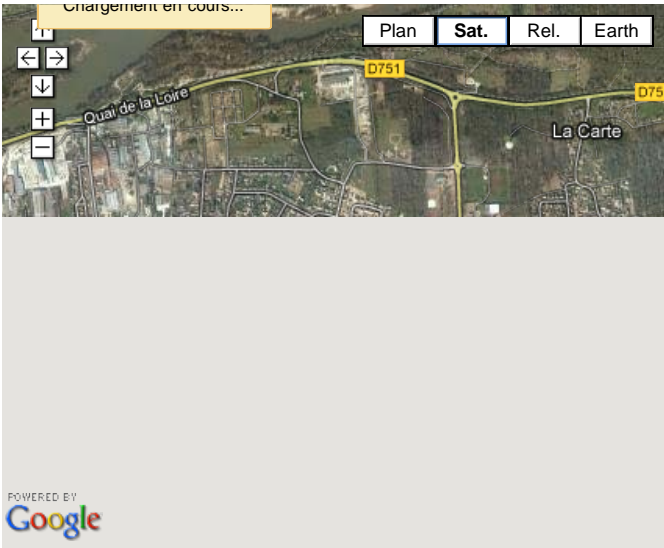 Chargement en cours...
Plan
Sat.
Rel.
Earth
D751
D75
Quai de la Loire
La Carte
POWERED BY
Google